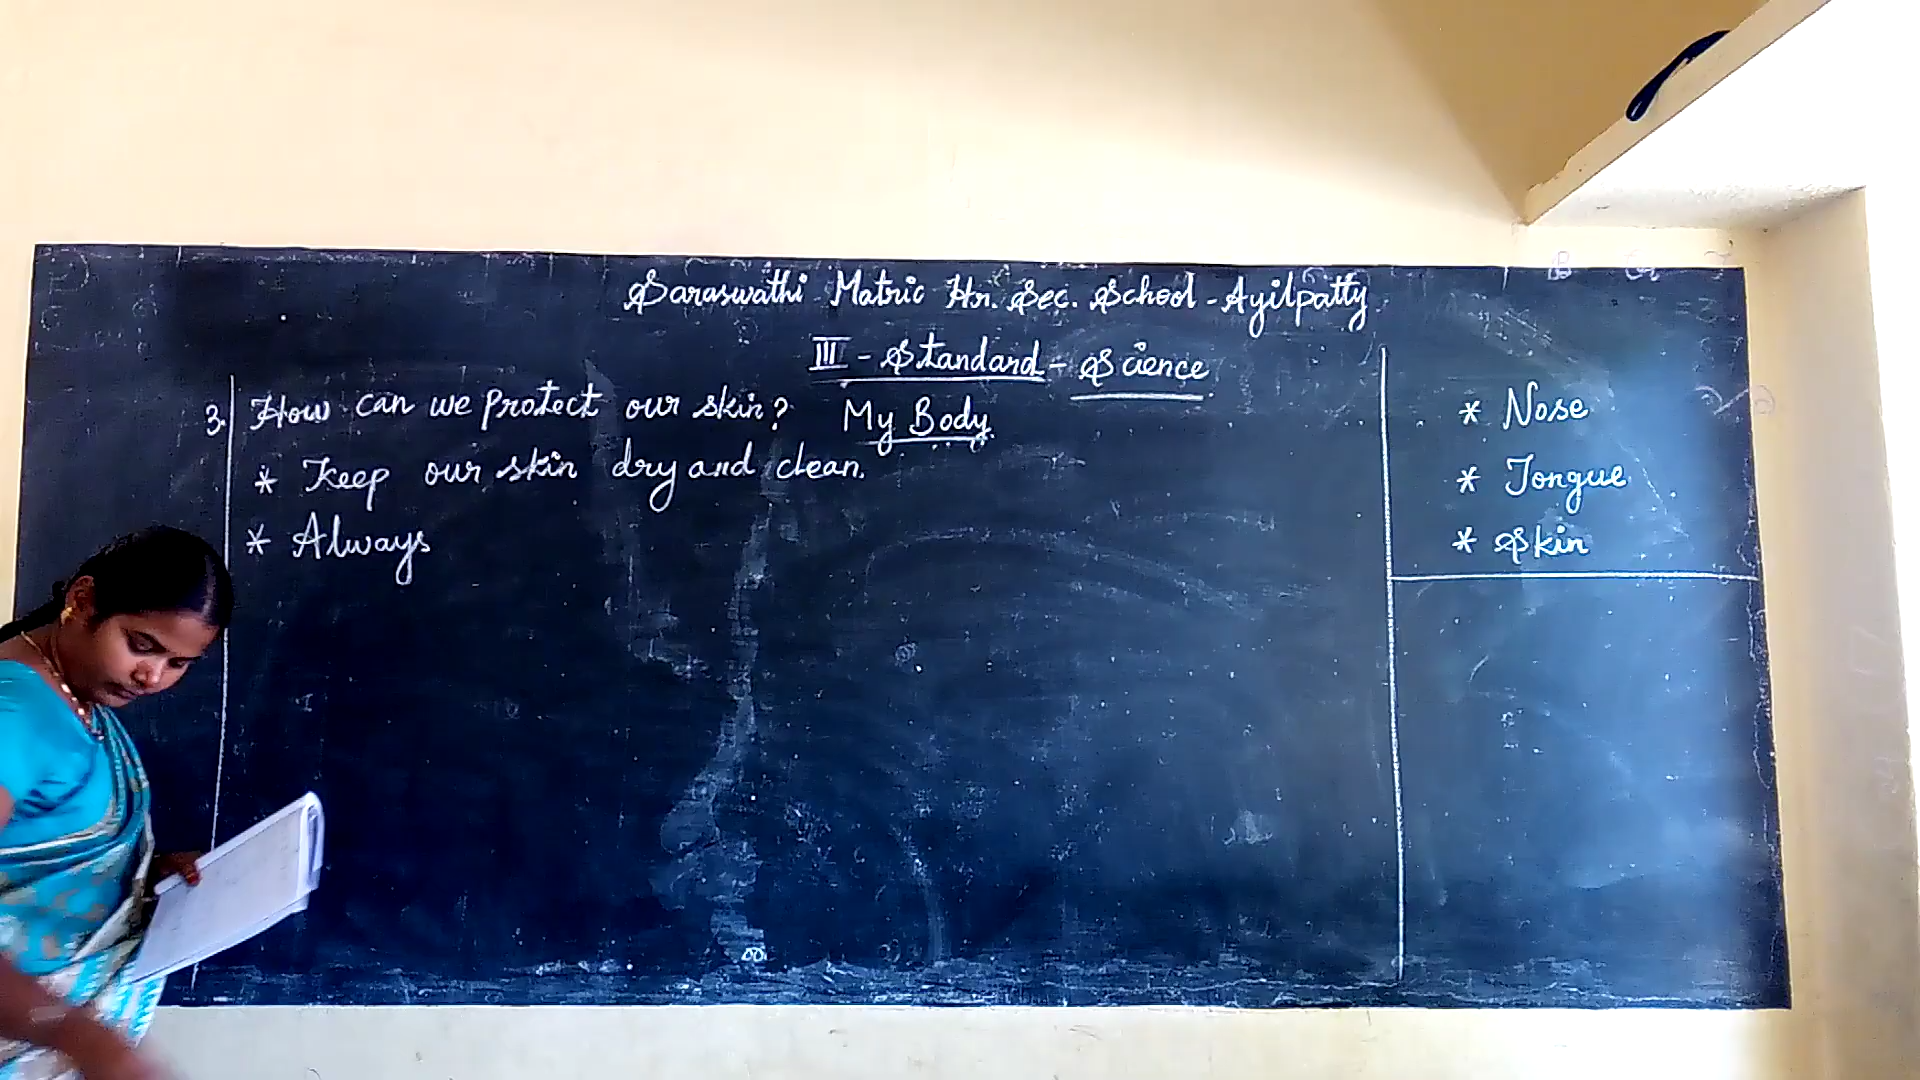 Saraswathi Matric Hr. Sec. School - Ayilpatty
III - Standard - Science
My Body
3. How can we protect our skin?
* Keep our skin dry and clean.
* Always
* Nose
* Tongue
* Skin